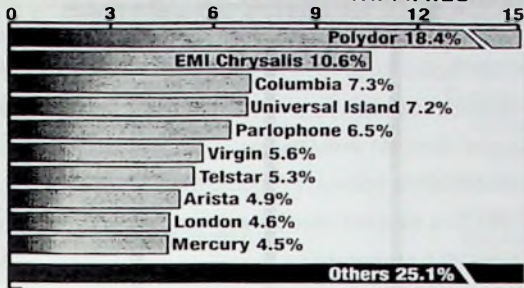 0 3 6 9 12 15
Polydor 18.4%
EMI Chrysalis 10.6%
Columbia 7.3%
Universal Island 7.2%
Parlophone 6.5%
Virgin 5.6%
Telstar 5.3%
Arista 4.9%
London 4.6%
Mercury 4.5%
Others 25.1%